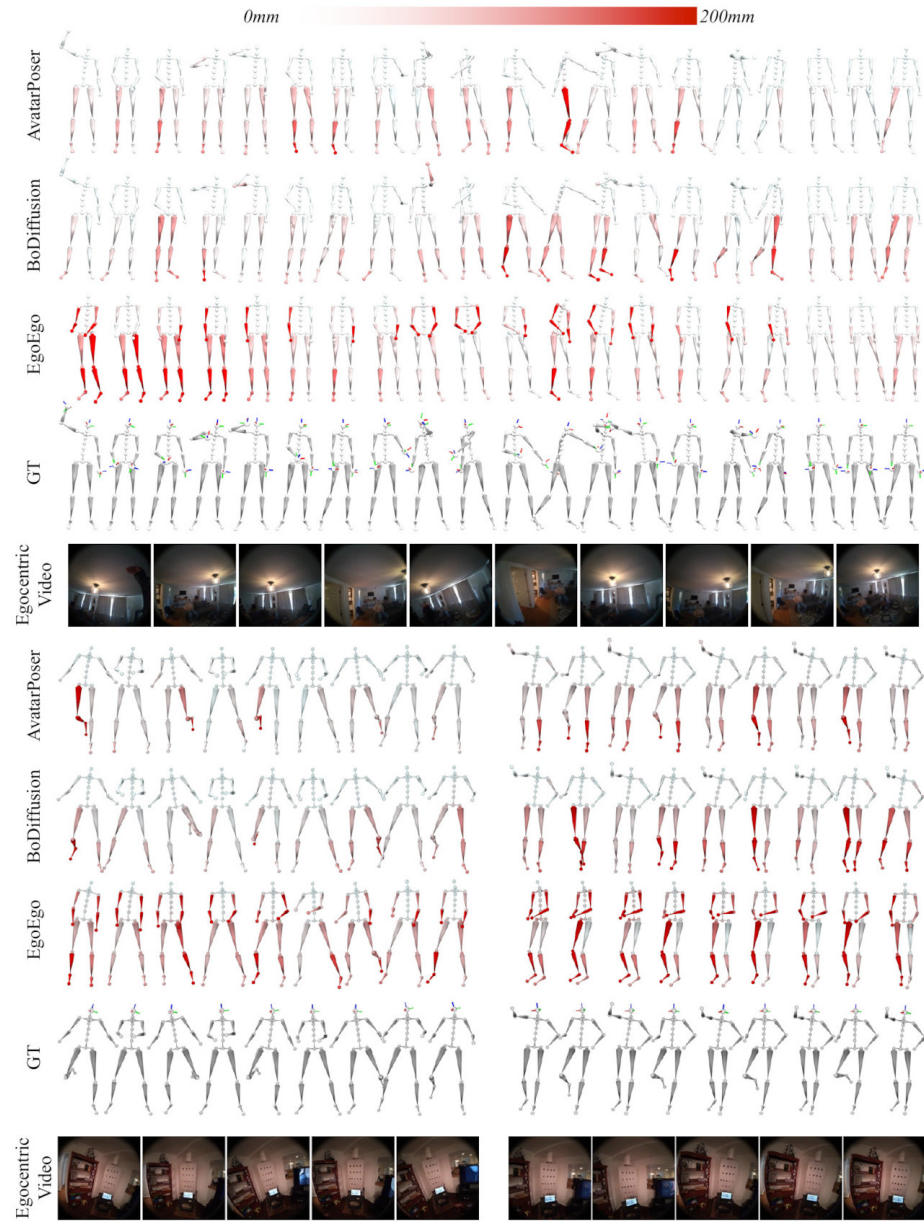 0mm 200mm
AvatarPoser
BoDiffusion
EgoEgo
GT
Egocentric
Video
AvatarPoser
BoDiffusion
EgoEgo
GT
Egocentric
Video